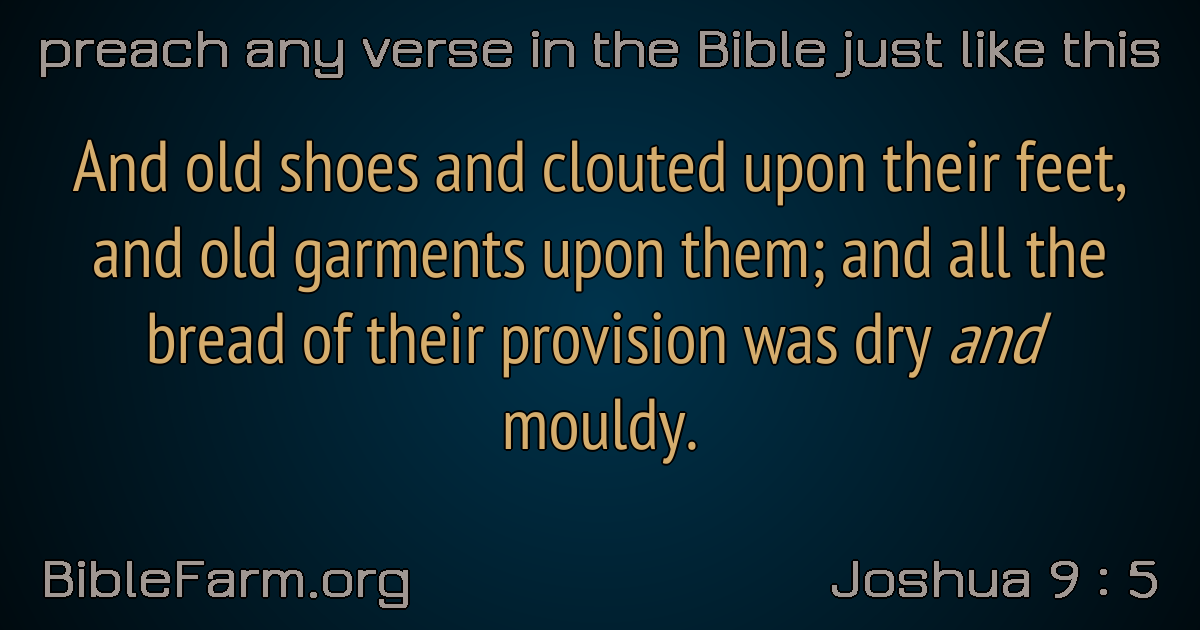 preach any verse in the Bible just like this
And old shoes and clouted upon their feet,
and old garments upon them; and all the
bread of their provision was dry and
mouldy.
BibleFarm.org
Joshua 9 : 5